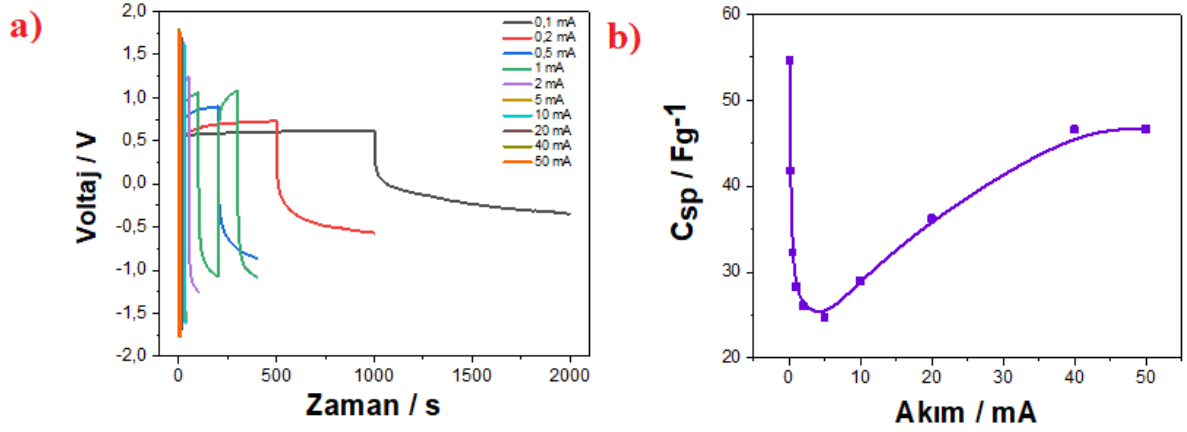 a)
2,0
1,5
1,0
0,5
0,0
-0,5
-1,0
-1,5
-2,0
Voltaj / V
0
500
1000
1500
2000
Zaman / s
0,1 mA
0,2 mA
0,5 mA
1 mA
2 mA
5 mA
10 mA
20 mA
40 mA
50 mA
b)
60
50
40
30
20
Csp / Fg-1
0
10
20
30
40
50
Akım / mA